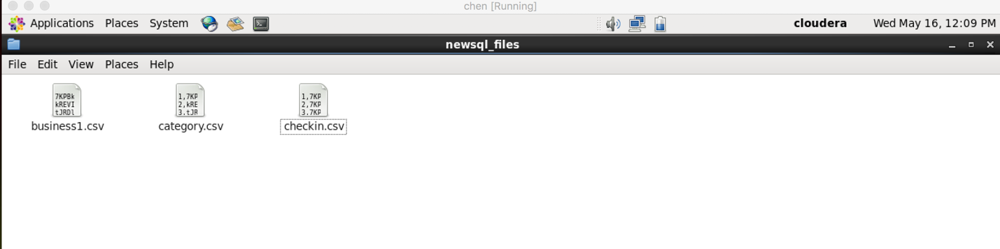 chen [Running]
Applications Places System cloudera Wed May 16, 12:09 PM
newsql_files
File Edit View Places Help
7KPBk 1,7KP 1,7KP
kREVI 2,kRE 2,7KP
tJRDl 3.tJR 3.7KP
business1.csv category.csv checkin.csv